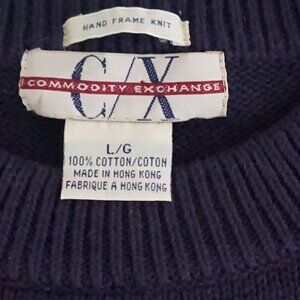 HAND FRAME KNIT
C/X
COMMODITY EXCHANGE
L/G
100% COTTON/COTON
MADE IN HONG KONG
FABRIQUE A HONG KONG